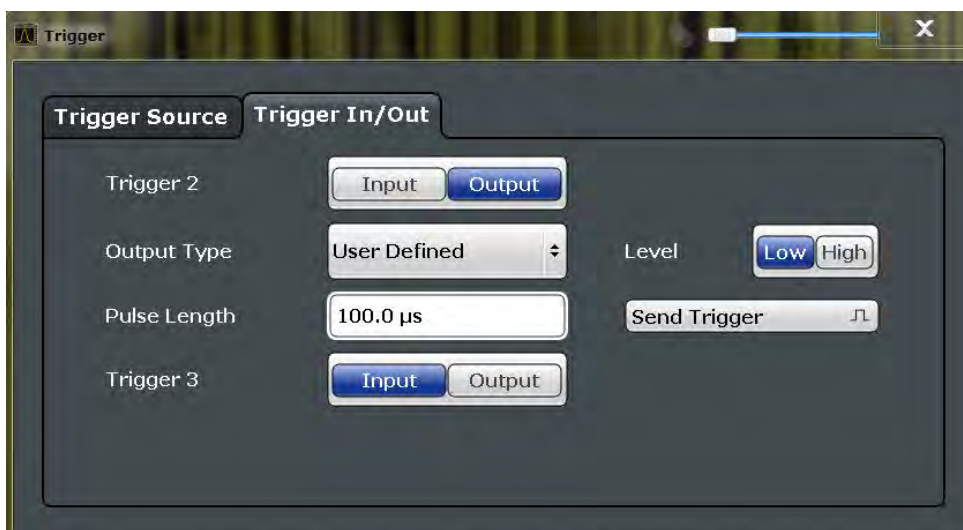 Trigger
X
Trigger Source
Trigger In/Out
Trigger 2
Input
Output
Output Type
User Defined
Level
Low
High
Pulse Length
100.0 µs
Send Trigger
Trigger 3
Input
Output